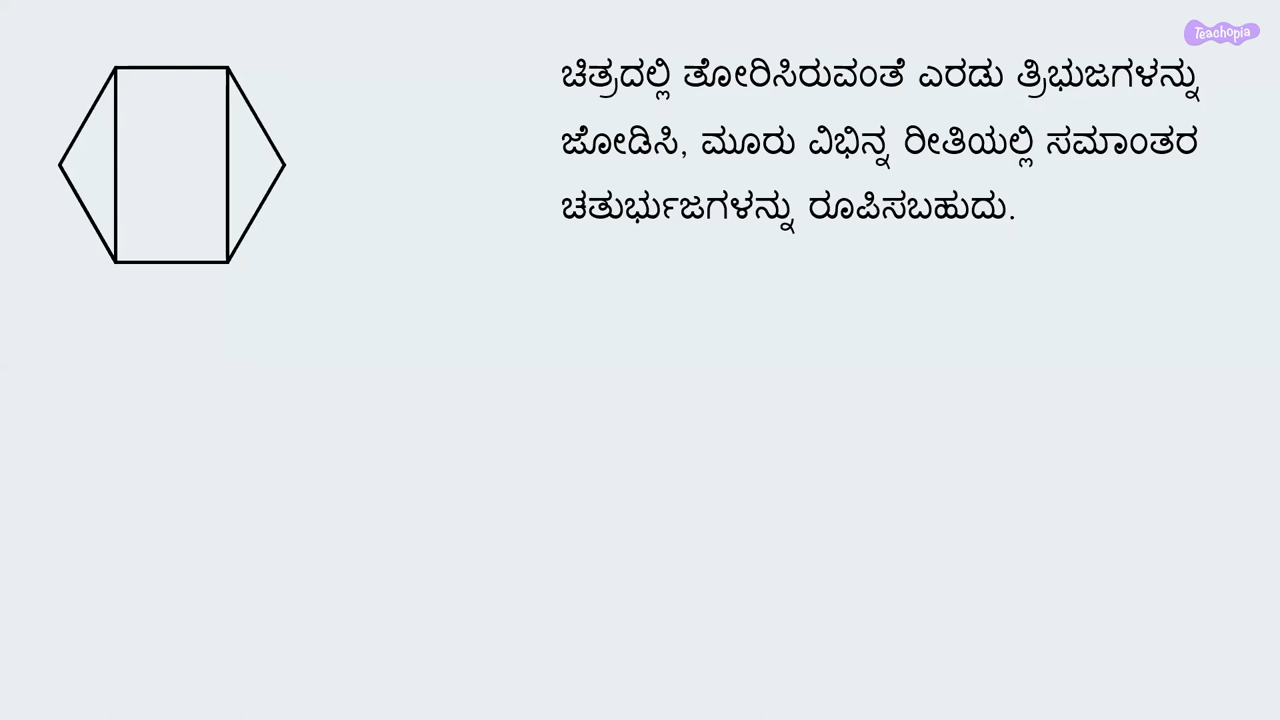 Teachopia
ಚಿತ್ರದಲ್ಲಿ ತೋರಿಸಿರುವಂತೆ ಎರಡು ತ್ರಿಭುಜಗಳನ್ನು
ಜೋಡಿಸಿ, ಮೂರು ವಿಭಿನ್ನ ರೀತಿಯಲ್ಲಿ ಸಮಾಂತರ
ಚತುರ್ಭುಜಗಳನ್ನು ರೂಪಿಸಬಹುದು.